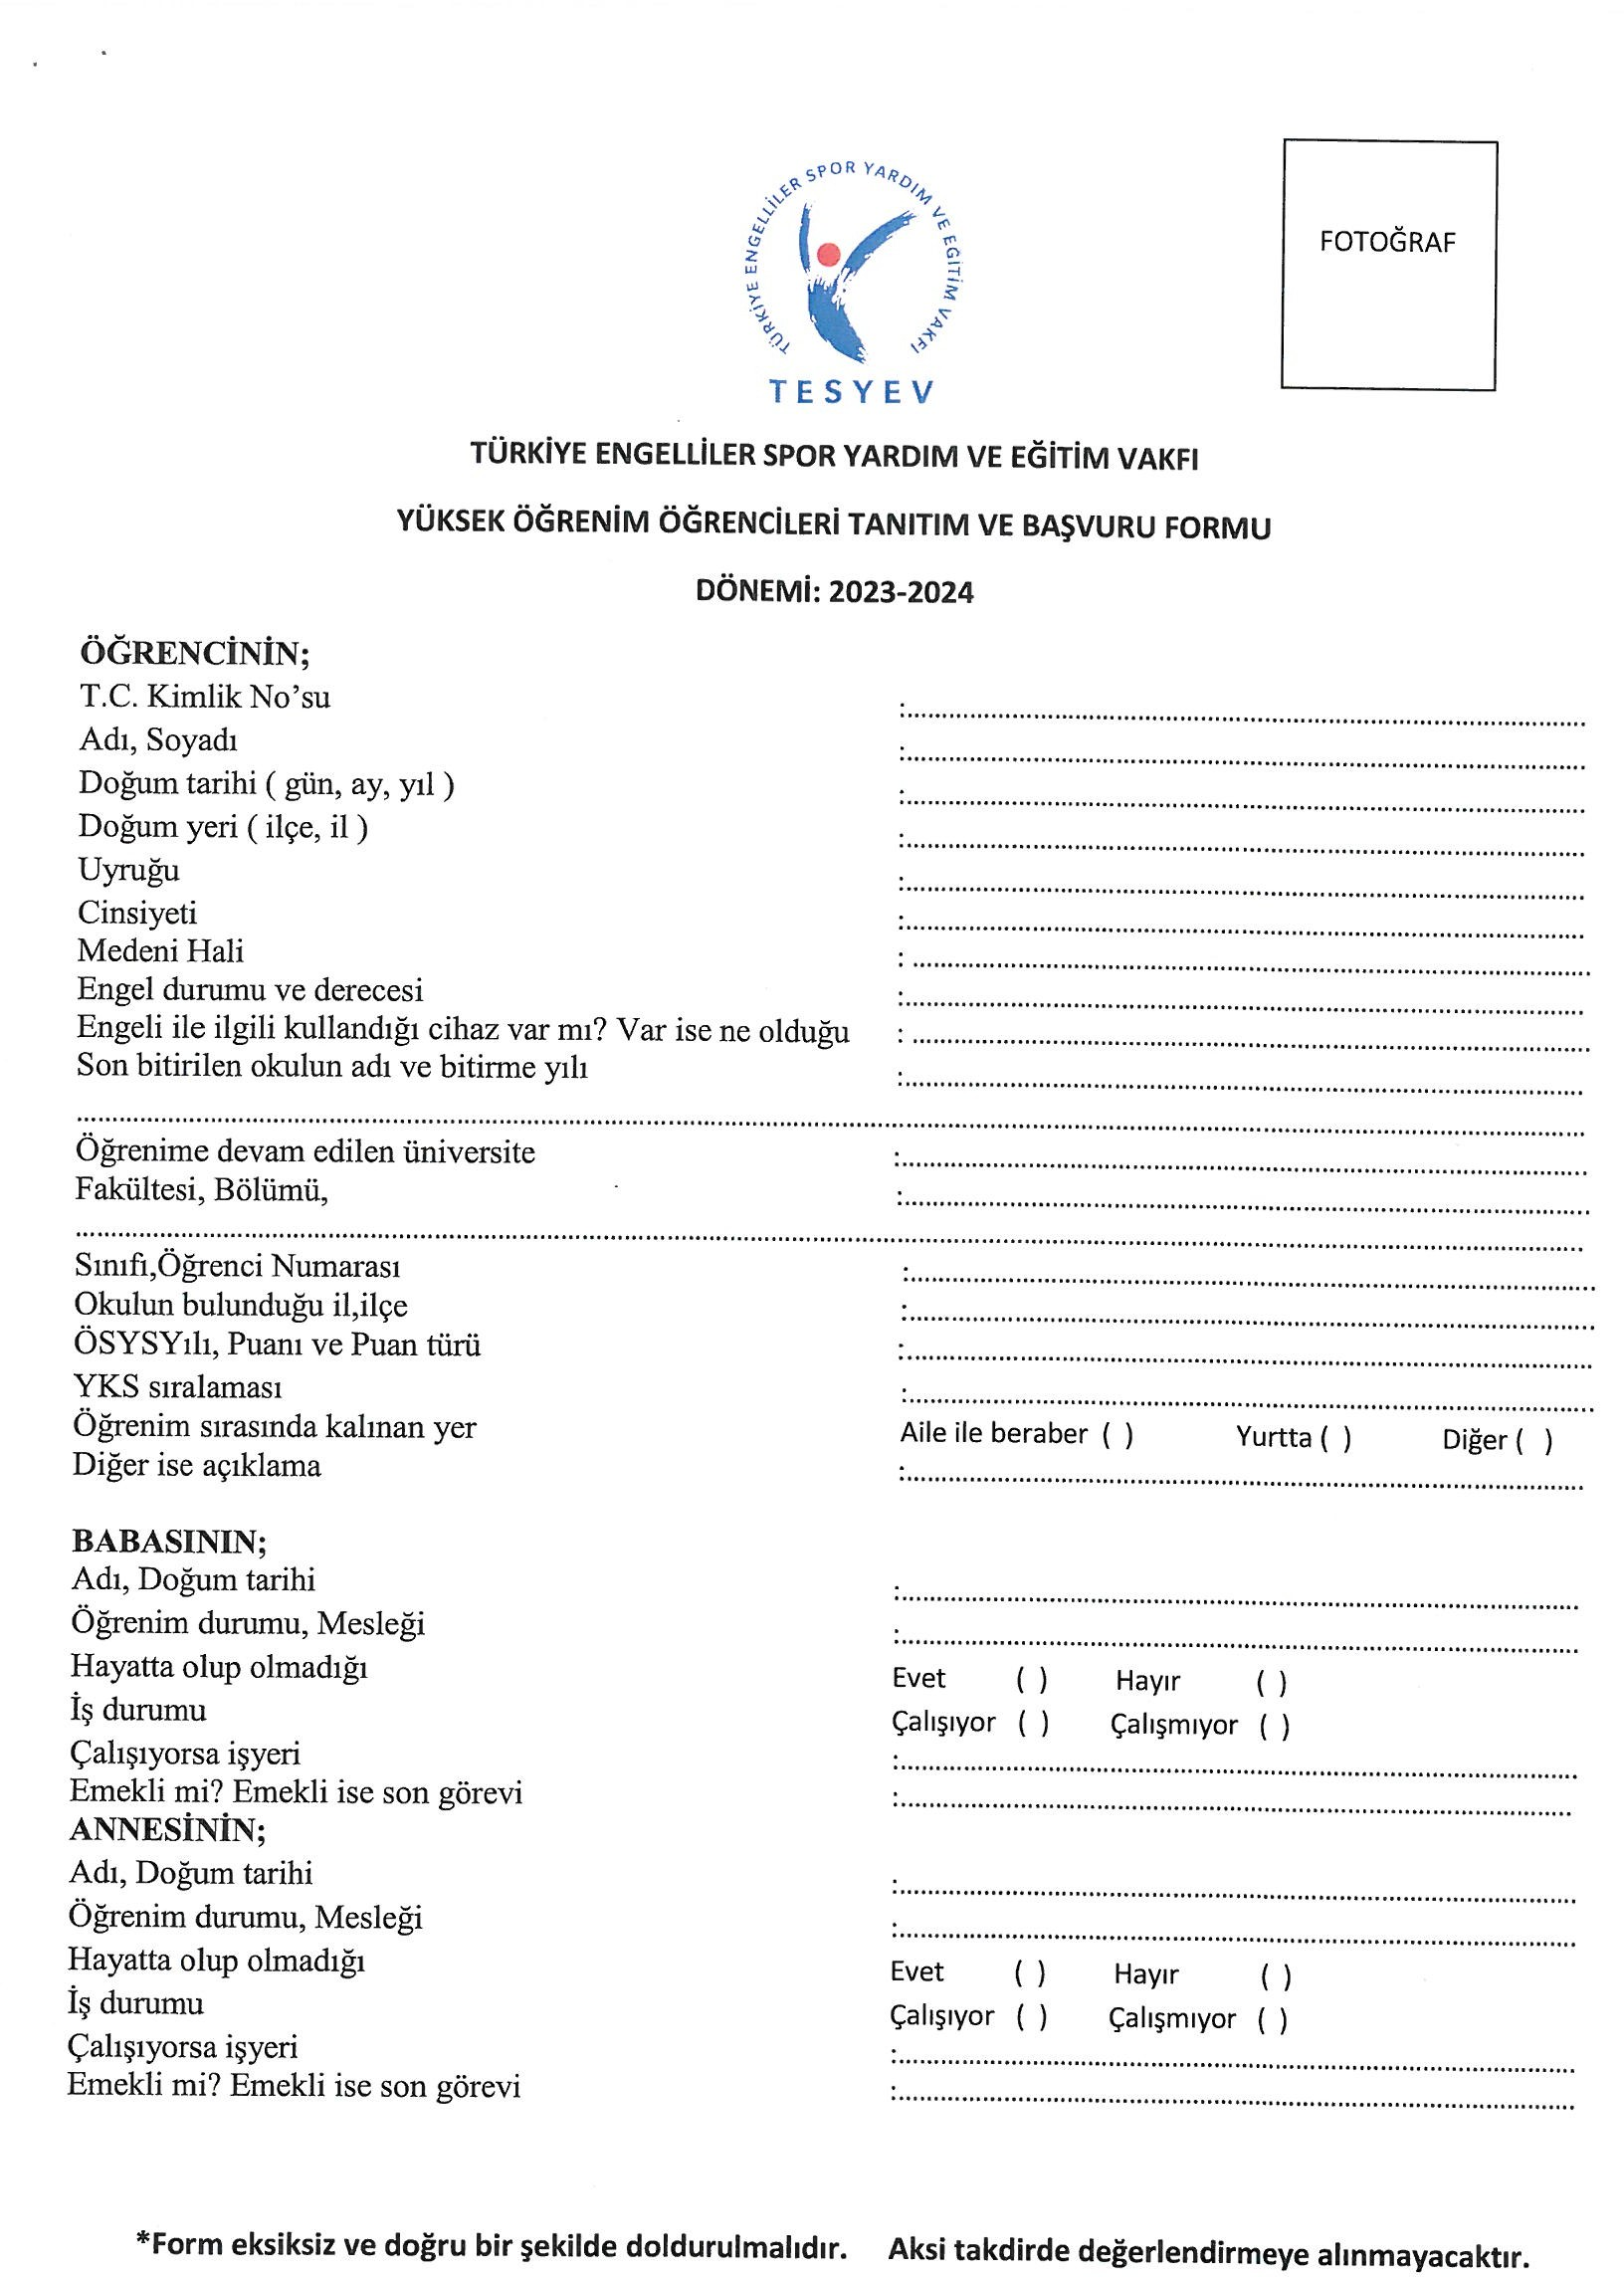 TÜRKİYE ENGELLİLER SPOR YARDIM VE EĞİTİM VAKFI
TESYEV
FOTOĞRAF
TÜRKİYE ENGELLİLER SPOR YARDIM VE EĞİTİM VAKFI
YÜKSEK ÖĞRENİM ÖĞRENCİLERİ TANITIM VE BAŞVURU FORMU
DÖNEMİ: 2023-2024
ÖĞRENCİNİN;
T.C. Kimlik No'su :
Adı, Soyadı :
Doğum tarihi ( gün, ay, yıl ) :
Doğum yeri ( ilçe, il ) :
Uyruğu :
Cinsiyeti :
Medeni Hali :
Engel durumu ve derecesi :
Engeli ile ilgili kullandığı cihaz var mı? Var ise ne olduğu :
Son bitirilen okulun adı ve bitirme yılı :
Öğrenime devam edilen üniversite :
Fakültesi, Bölümü, :
Sınıfı,Öğrenci Numarası :
Okulun bulunduğu il,ilçe :
ÖSYSYılı, Puanı ve Puan türü :
YKS sıralaması :
Öğrenim sırasında kalınan yer Aile ile beraber ( ) Yurtta ( ) Diğer ( )
Diğer ise açıklama :
BABASININ;
Adı, Doğum tarihi :
Öğrenim durumu, Mesleği :
Hayatta olup olmadığı Evet ( ) Hayır ( )
İş durumu Çalışıyor ( ) Çalışmıyor ( )
Çalışıyorsa işyeri :
Emekli mi? Emekli ise son görevi :
ANNESİNİN;
Adı, Doğum tarihi :
Öğrenim durumu, Mesleği :
Hayatta olup olmadığı Evet ( ) Hayır ( )
İş durumu Çalışıyor ( ) Çalışmıyor ( )
Çalışıyorsa işyeri :
Emekli mi? Emekli ise son görevi :
*Form eksiksiz ve doğru bir şekilde doldurulmalıdır. Aksi takdirde değerlendirmeye alınmayacaktır.